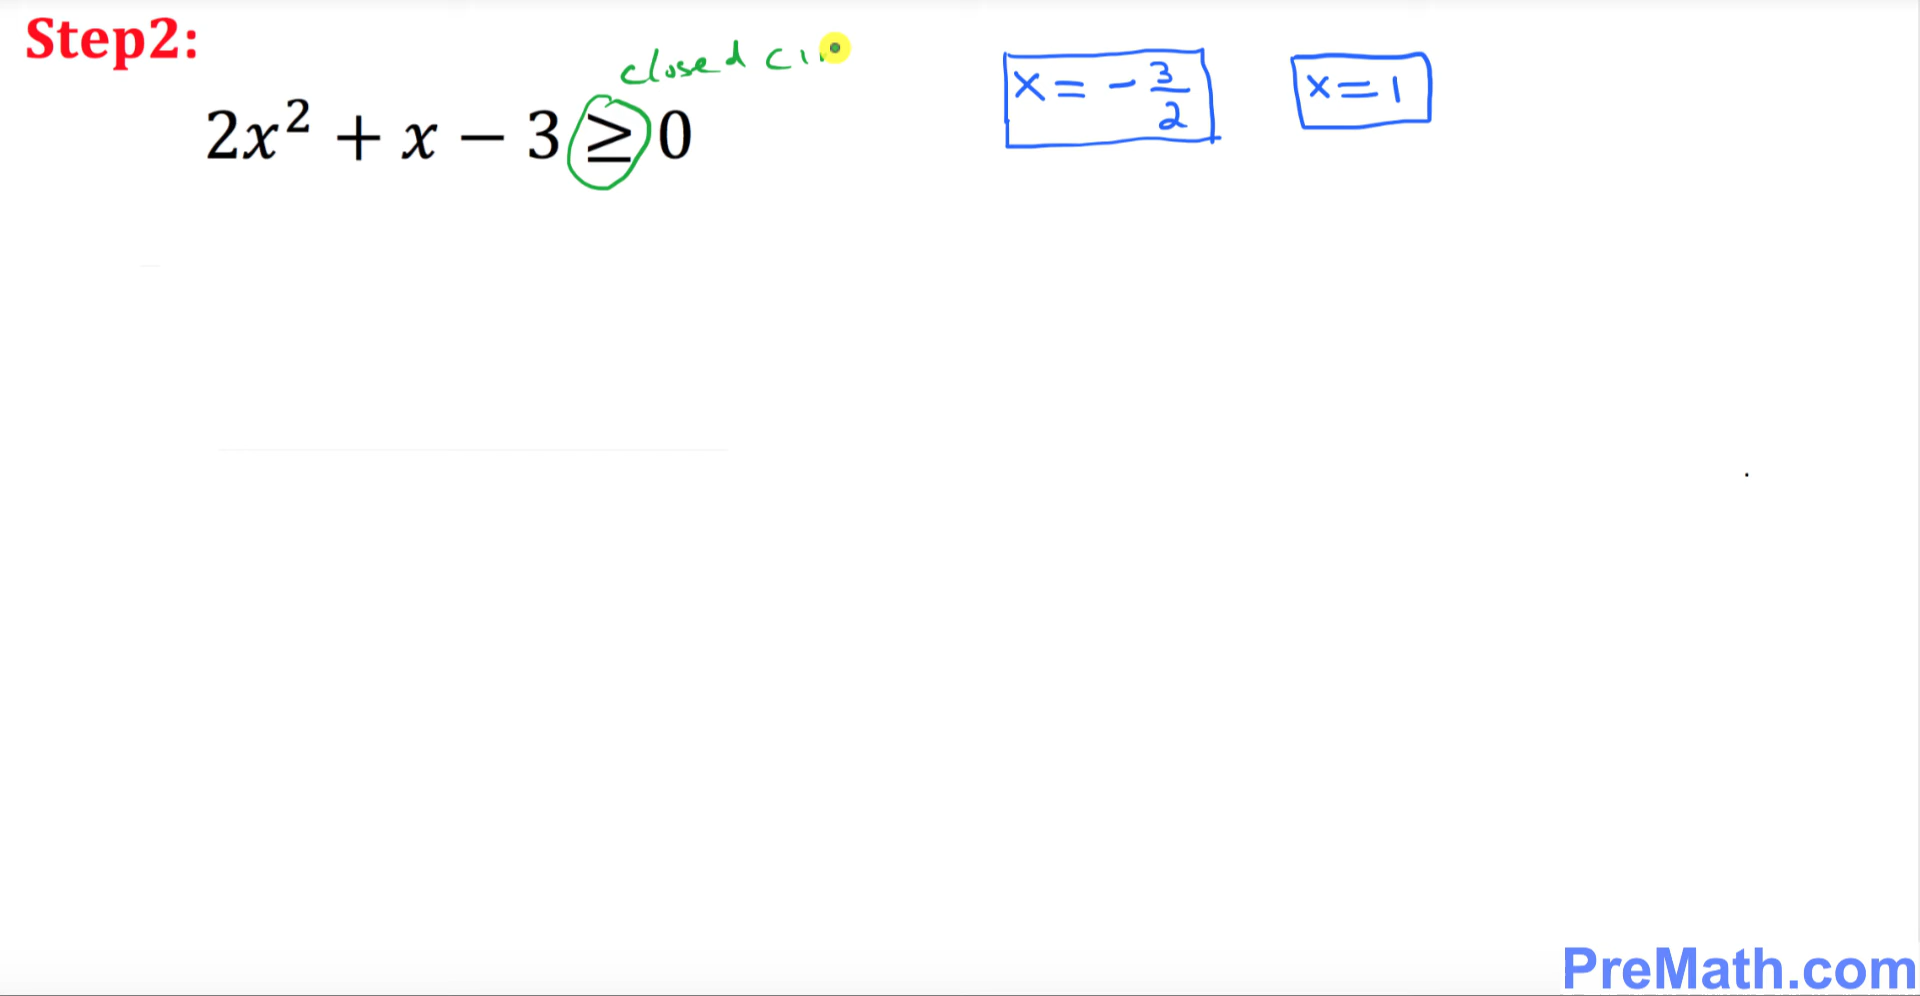 Step2:
closed ci
2x² + x − 3 ≥ 0
x = - 3/2
x = 1
PreMath.com